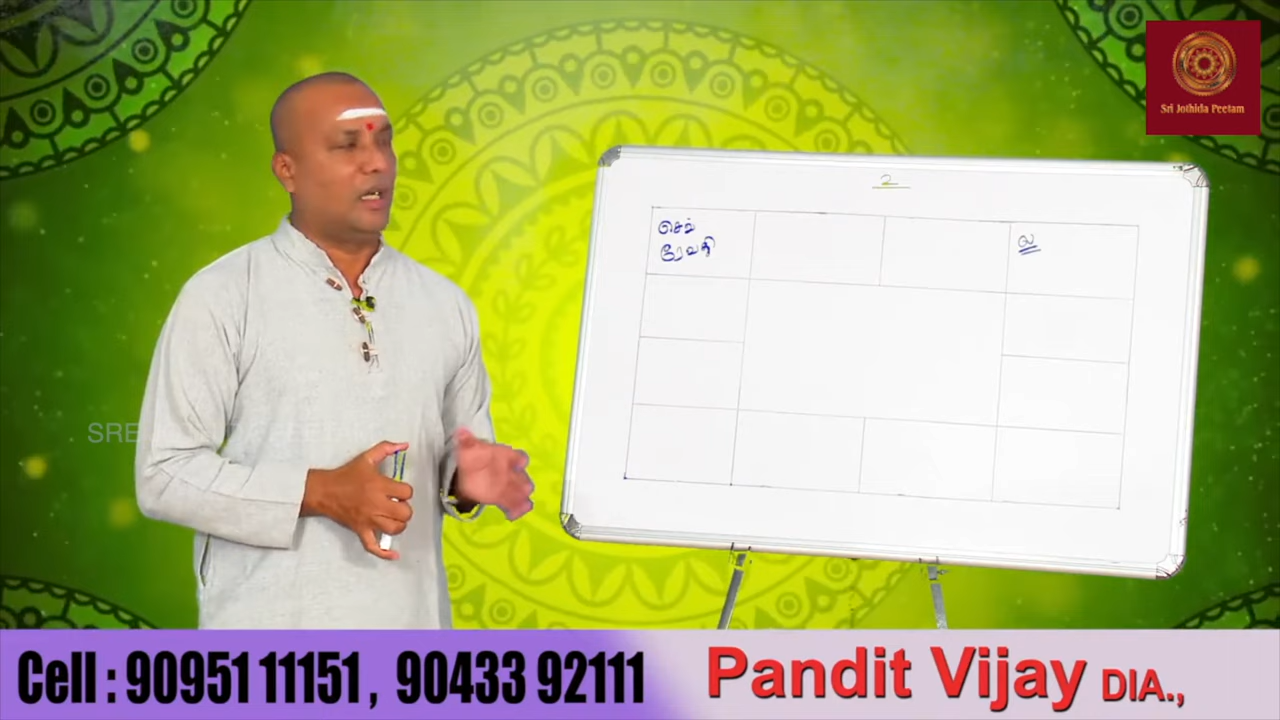 Sri Jothida Peetam
உ
செவ்
ரேவதி
ல
Cell : 90951 11151 , 90433 92111
Pandit Vijay DIA.,